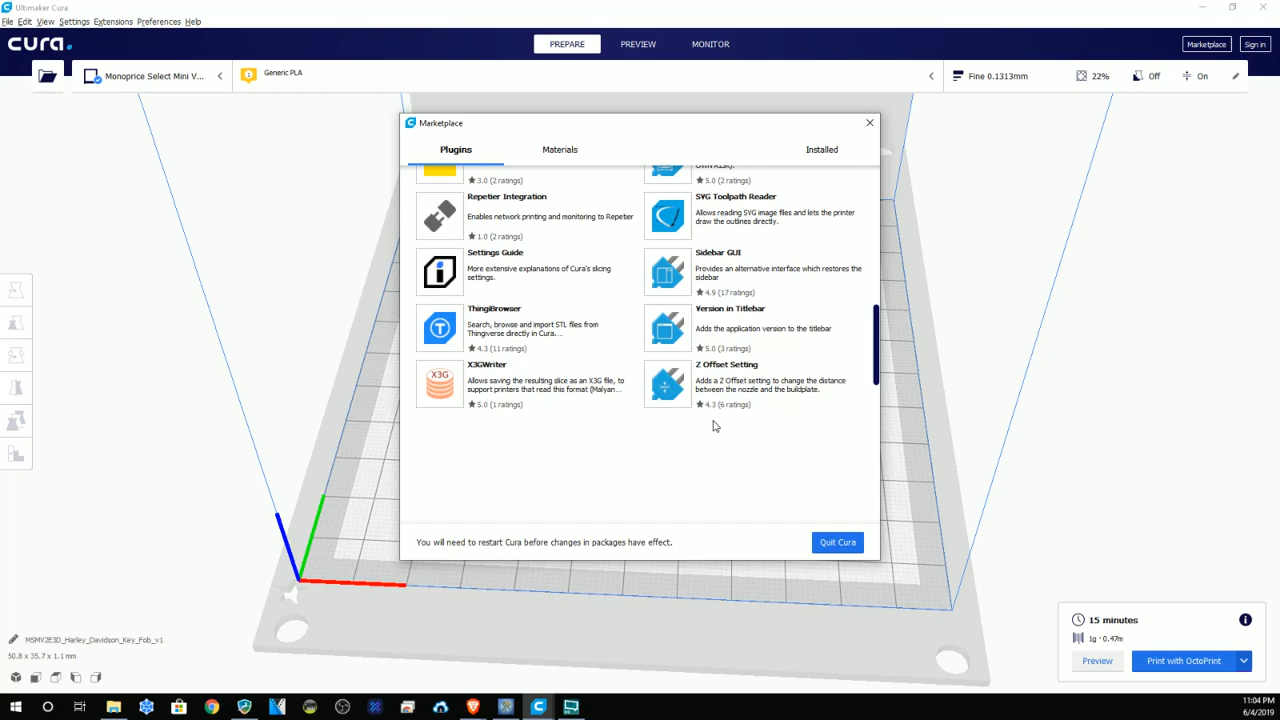 Ultimaker Cura
File Edit View Settings Extensions Preferences Help
cura.
PREPARE
PREVIEW
MONITOR
Marketplace
Sign in
Monoprice Select Mini V...
1
Generic PLA
Fine 0.1313mm
22%
Off
On
Marketplace
Plugins
Materials
Installed
OWN RISK).
3.0 (2 ratings)
5.0 (2 ratings)
Repetier Integration
Enables network printing and monitoring to Repetier
1.0 (2 ratings)
SVG Toolpath Reader
Allows reading SVG image files and lets the printer
draw the outlines directly.
Settings Guide
More extensive explanations of Cura's slicing
settings.
Sidebar GUI
Provides an alternative interface which restores the
sidebar
4.9 (17 ratings)
ThingiBrowser
Search, browse and import STL files from
Thingiverse directly in Cura....
4.3 (11 ratings)
Version in Titlebar
Adds the application version to the titlebar
5.0 (3 ratings)
X3G
X3GWriter
Allows saving the resulting slice as an X3G file, to
support printers that read this format (Malyan...
5.0 (1 ratings)
Z Offset Setting
Adds a Z Offset setting to change the distance
between the nozzle and the buildplate.
4.3 (6 ratings)
You will need to restart Cura before changes in packages have effect.
Quit Cura
MSMV2E3D_Harley_Davidson_Key_Fob_v1
50.8 x 35.7 x 1.1 mm
15 minutes
1g · 0.47m
Preview
Print with OctoPrint
11:04 PM
6/4/2019